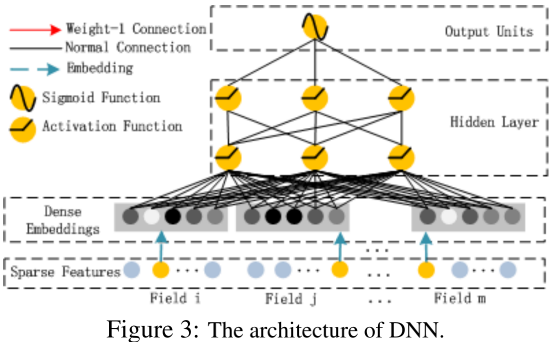 Weight-1 Connection
Normal Connection
Embedding
Sigmoid Function
Activation Function
Output Units
Hidden Layer
Dense
Embeddings
...
Sparse Features
... ... ... ... ...
Field i Field j ... Field m
Figure 3: The architecture of DNN.